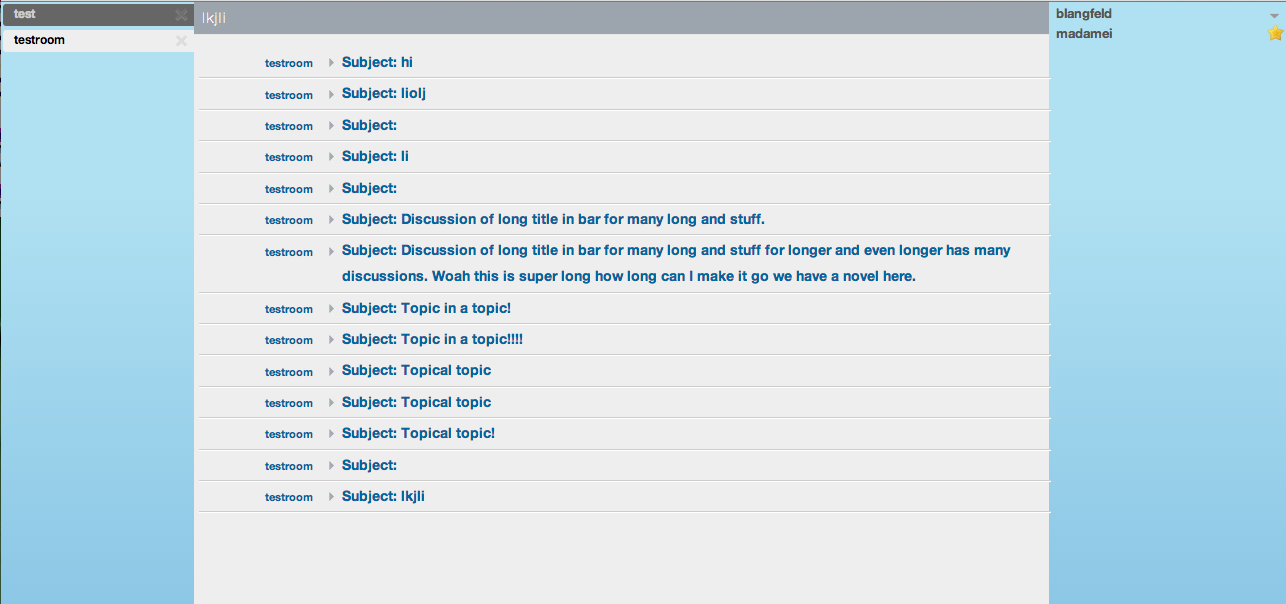 test
testroom
lkjli
testroom Subject: hi
testroom Subject: liolj
testroom Subject:
testroom Subject: li
testroom Subject:
testroom Subject: Discussion of long title in bar for many long and stuff.
testroom Subject: Discussion of long title in bar for many long and stuff for longer and even longer has many
discussions. Woah this is super long how long can I make it go we have a novel here.
testroom Subject: Topic in a topic!
testroom Subject: Topic in a topic!!!!
testroom Subject: Topical topic
testroom Subject: Topical topic
testroom Subject: Topical topic!
testroom Subject:
testroom Subject: lkjli
blangfeld
madamei